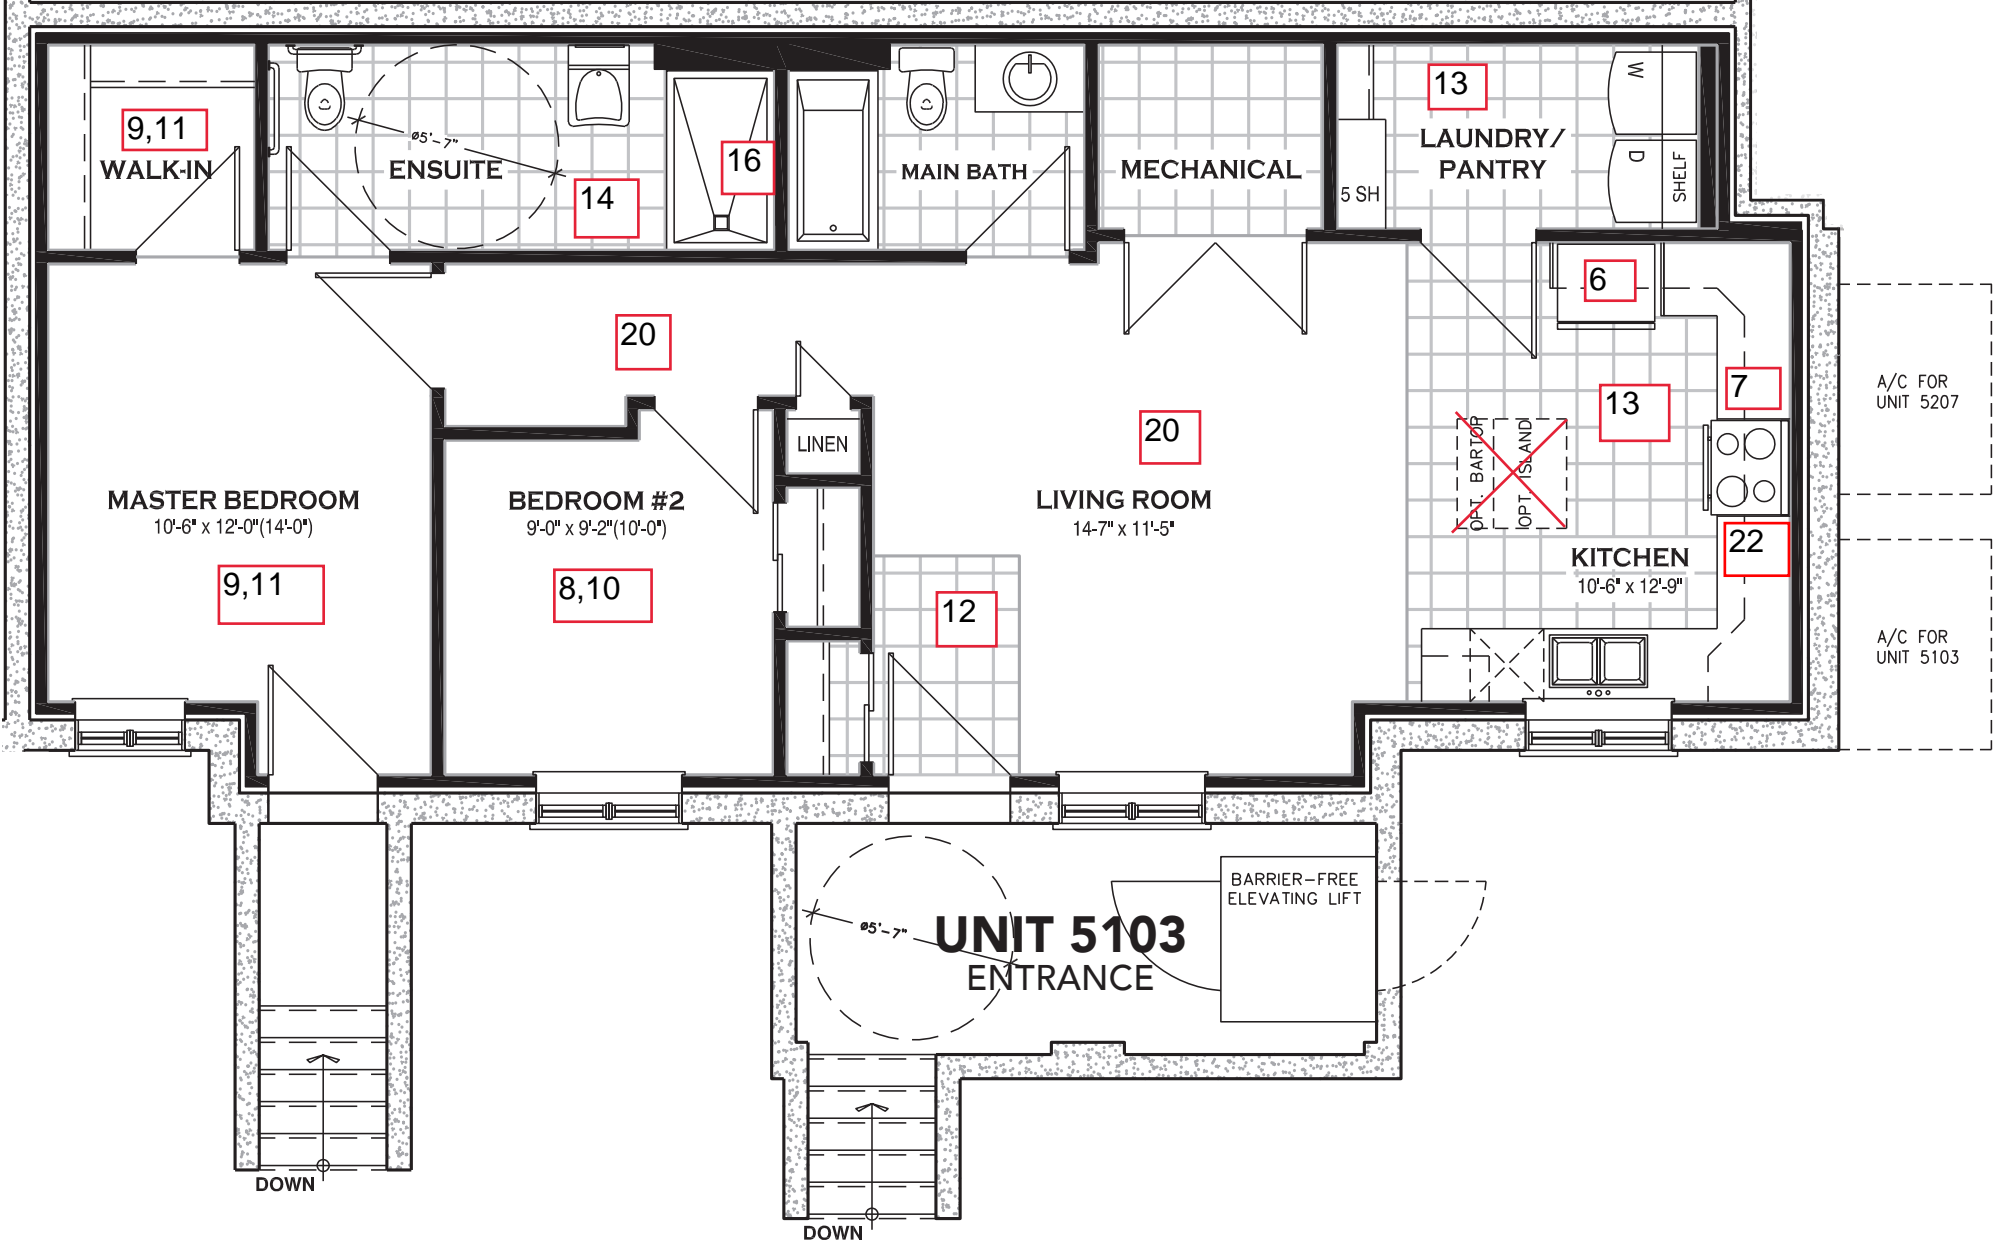 9,11
WALK-IN
ø5'-7"
ENSUITE
14
16
MAIN BATH
MECHANICAL
13
LAUNDRY/
PANTRY
5 SH
W
D
SHELF
6
20
LINEN
20
7
13
OPT. BARTOP
OPT. ISLAND
A/C FOR
UNIT 5207
MASTER BEDROOM
10'-6" x 12'-0"(14'-0")
9,11
BEDROOM #2
9'-0" x 9'-2"(10'-0")
8,10
LIVING ROOM
14-7" x 11'-5"
12
22
KITCHEN
10'-6" x 12'-9"
A/C FOR
UNIT 5103
BARRIER-FREE
ELEVATING LIFT
ø5'-7"
UNIT 5103
ENTRANCE
DOWN
DOWN